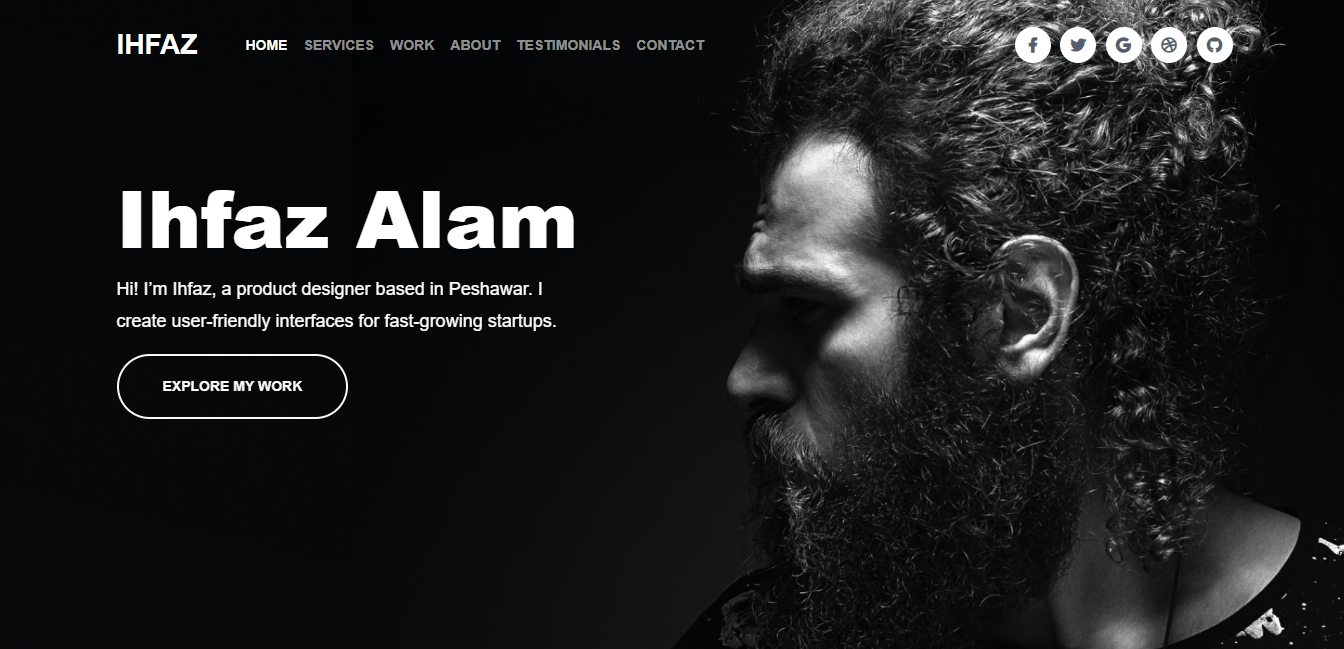 IHFAZ
HOME SERVICES WORK ABOUT TESTIMONIALS CONTACT
Ihfaz Alam
Hi! I’m Ihfaz, a product designer based in Peshawar. I
create user-friendly interfaces for fast-growing startups.
EXPLORE MY WORK